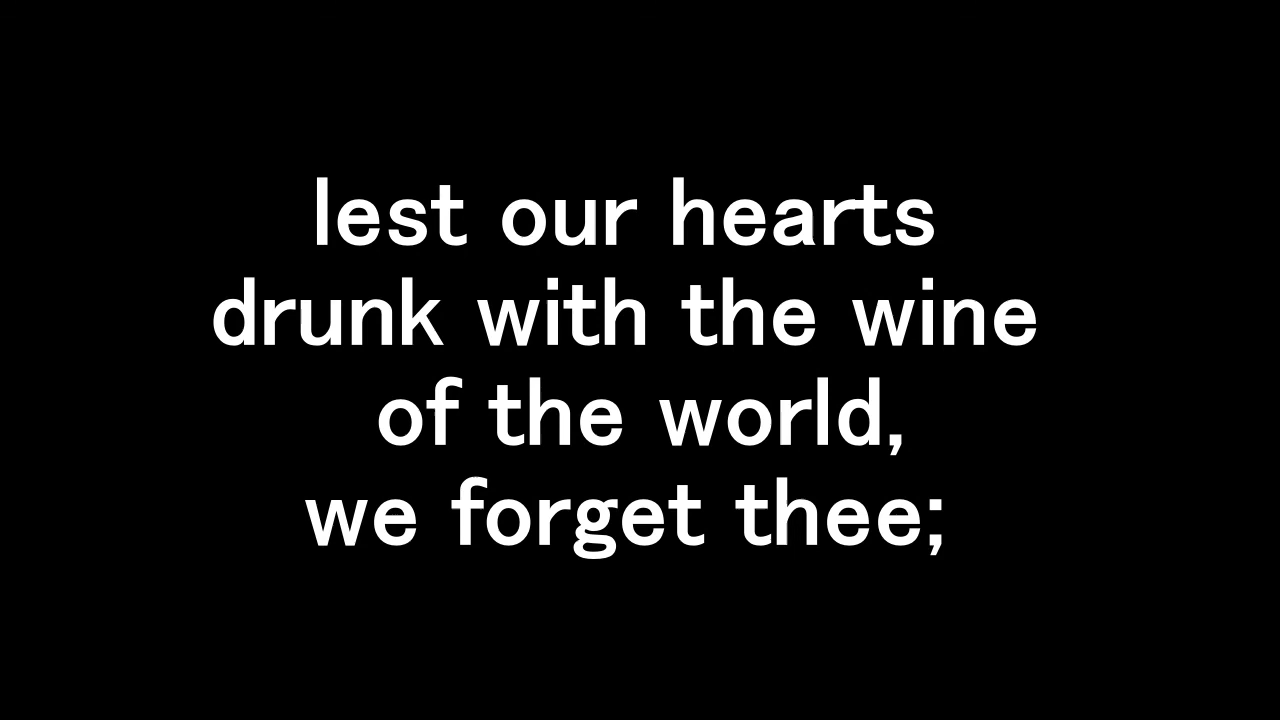 lest our hearts
drunk with the wine
of the world,
we forget thee;